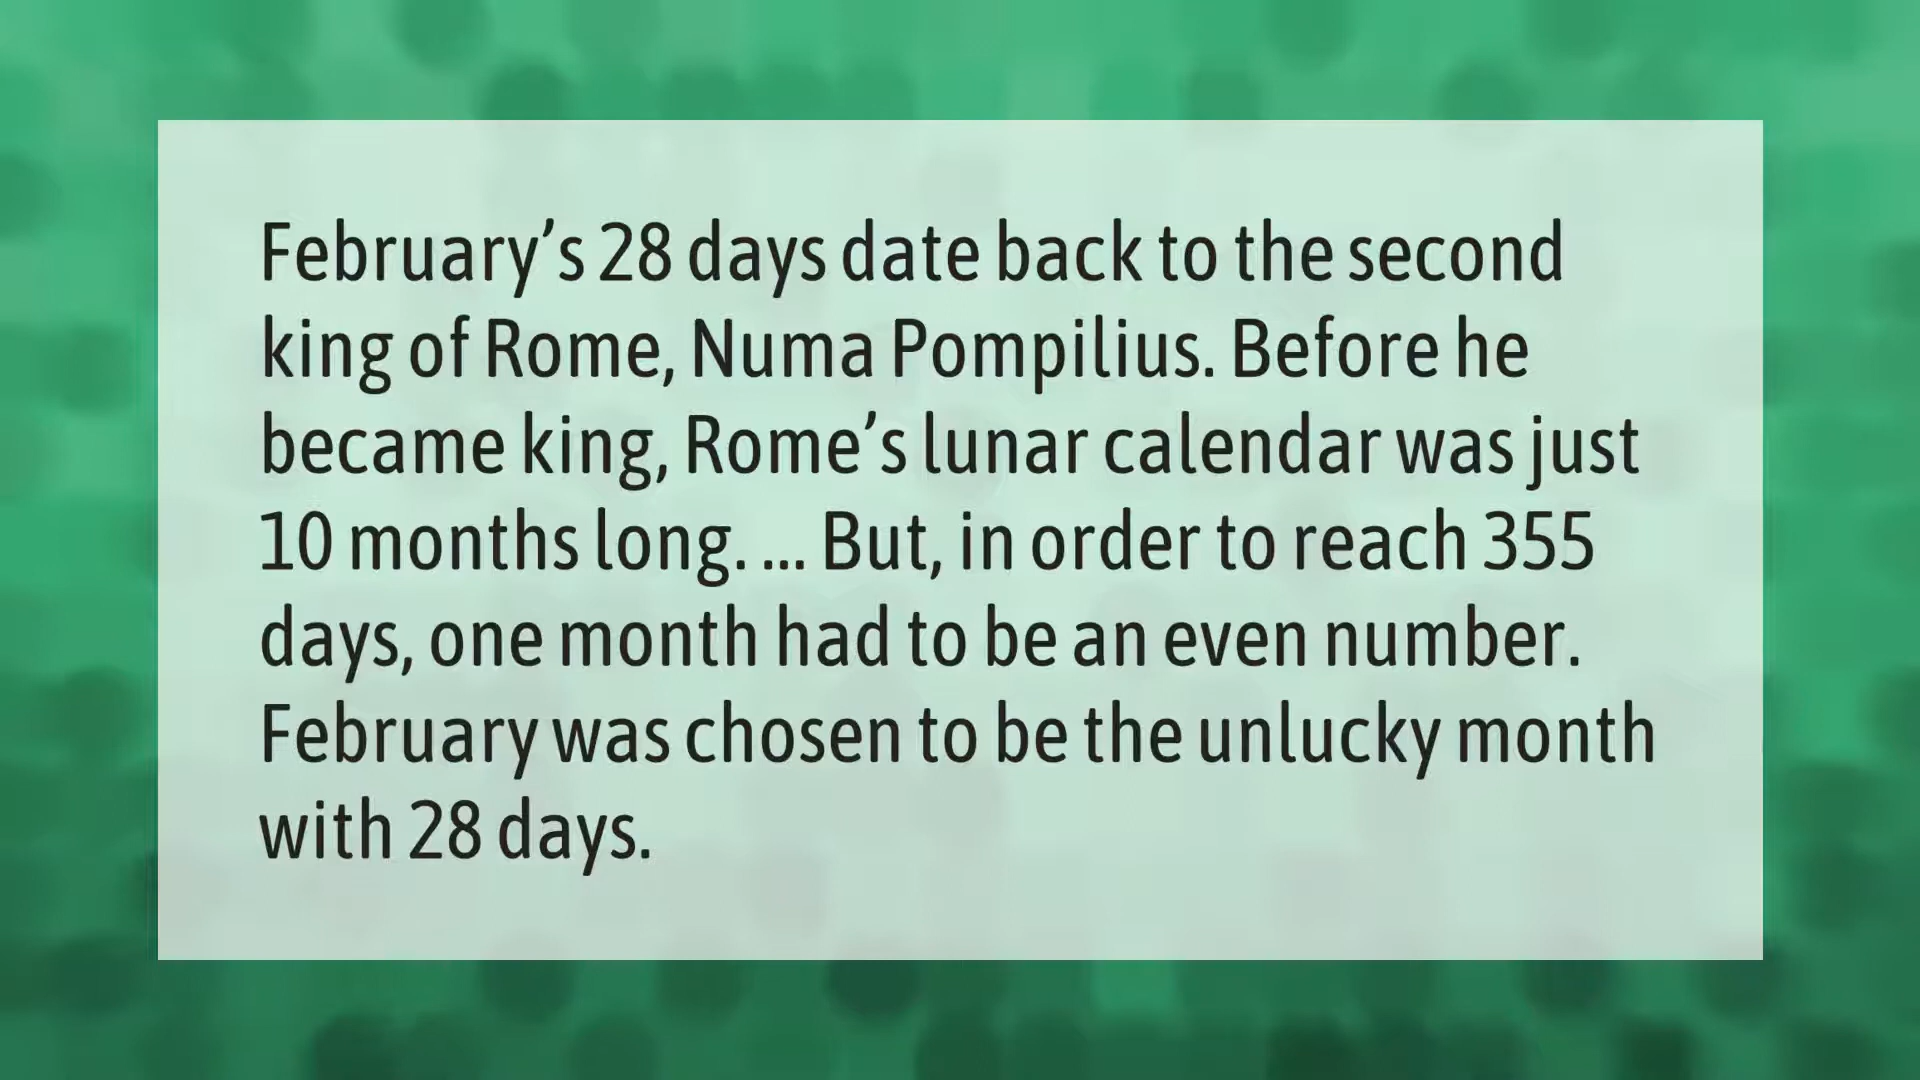 February’s 28 days date back to the second
king of Rome, Numa Pompilius. Before he
became king, Rome’s lunar calendar was just
10 months long. ... But, in order to reach 355
days, one month had to be an even number.
February was chosen to be the unlucky month
with 28 days.